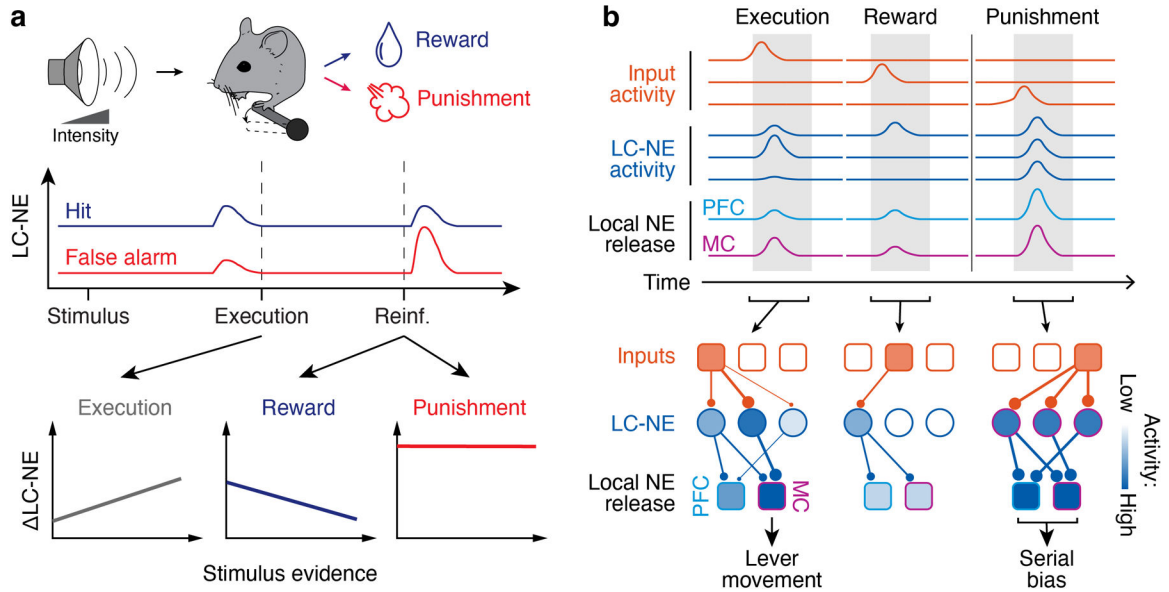 a
Intensity
Reward
Punishment
LC-NE
Hit
False alarm
Stimulus
Execution
Reinf.
Execution
Reward
Punishment
ΔLC-NE
Stimulus evidence
b
Execution
Reward
Punishment
Input
activity
LC-NE
activity
Local NE
release
PFC
MC
Time
Inputs
LC-NE
Local NE
release
PFC
MC
Lever
movement
Serial
bias
Low
High
Activity: